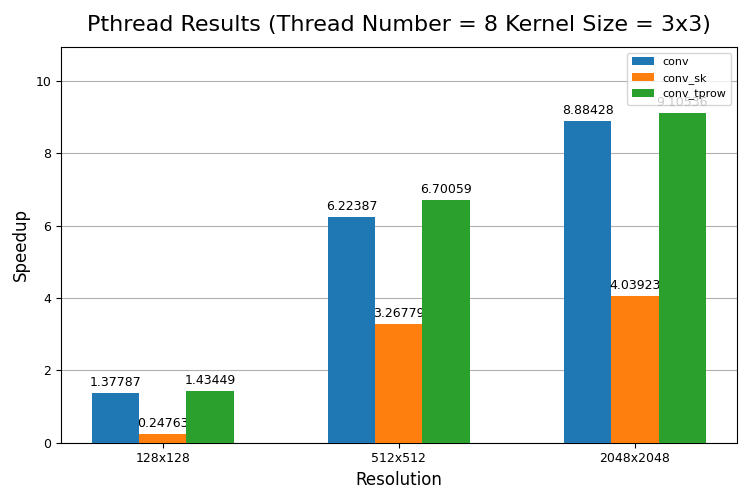 Pthread Results (Thread Number = 8 Kernel Size = 3x3)
conv
conv_sk
conv_tprow
10
8
6
4
2
0
Speedup
1.37787
0.24763
1.43449
6.22387
3.26779
6.70059
8.88428
4.03923
9.10536
128x128
512x512
2048x2048
Resolution